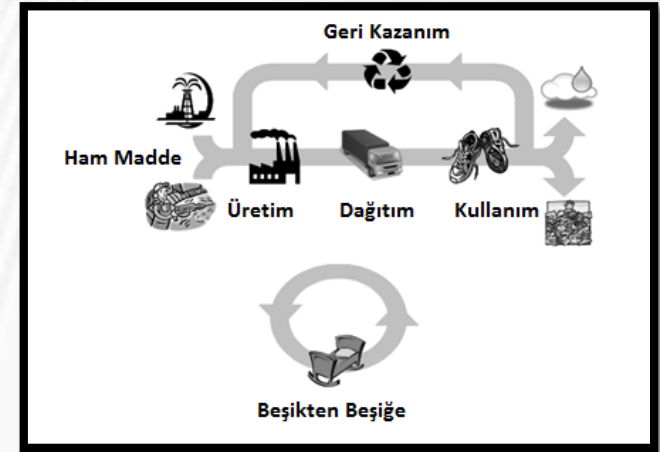 Geri Kazanım
Ham Madde
Üretim
Dağıtım
Kullanım
Beşikten Beşiğe